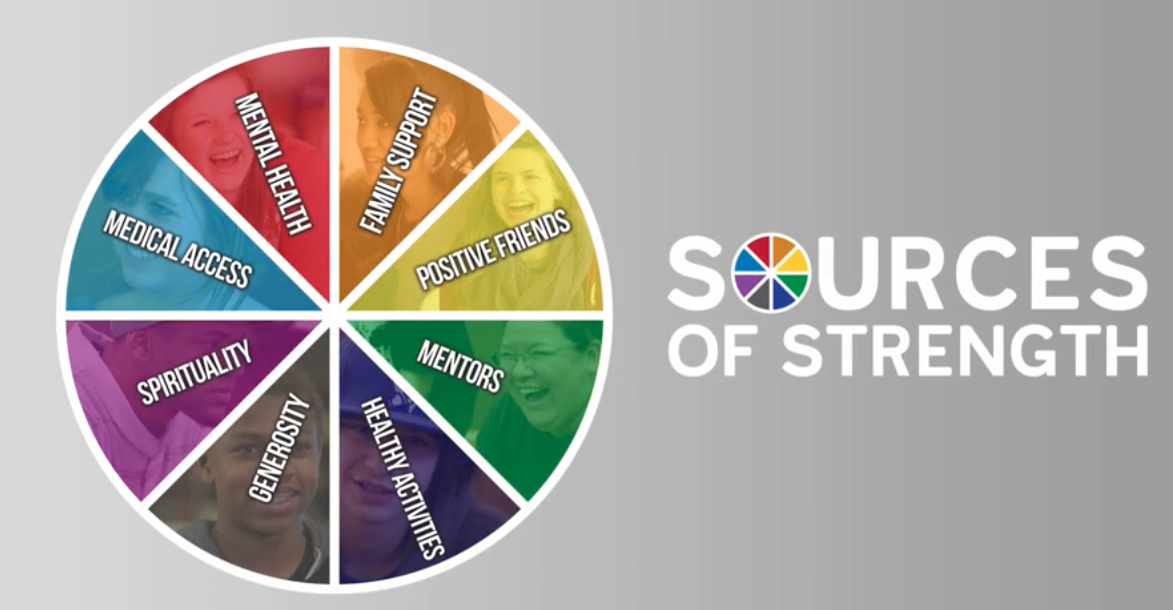 MENTAL HEALTH
FAMILY SUPPORT
POSITIVE FRIENDS
MENTORS
HEALTHY ACTIVITIES
GENEROSITY
SPIRITUALITY
MEDICAL ACCESS
SOURCES
OF STRENGTH